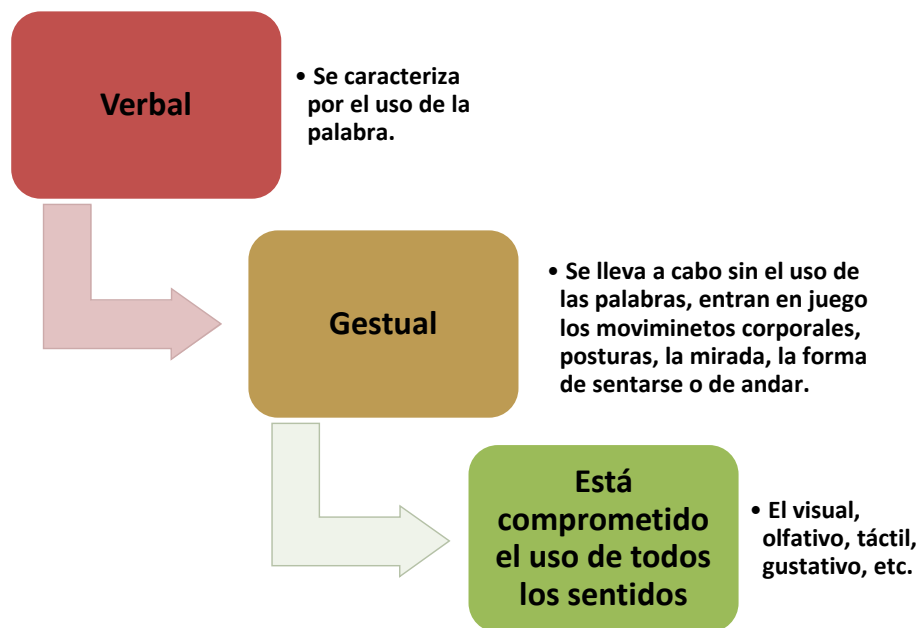 Verbal
• Se caracteriza
por el uso de la
palabra.
Gestual
• Se lleva a cabo sin el uso de
las palabras, entran en juego
los moviminetos corporales,
posturas, la mirada, la forma
de sentarse o de andar.
Está
comprometido
el uso de todos
los sentidos
• El visual,
olfativo, táctil,
gustativo, etc.